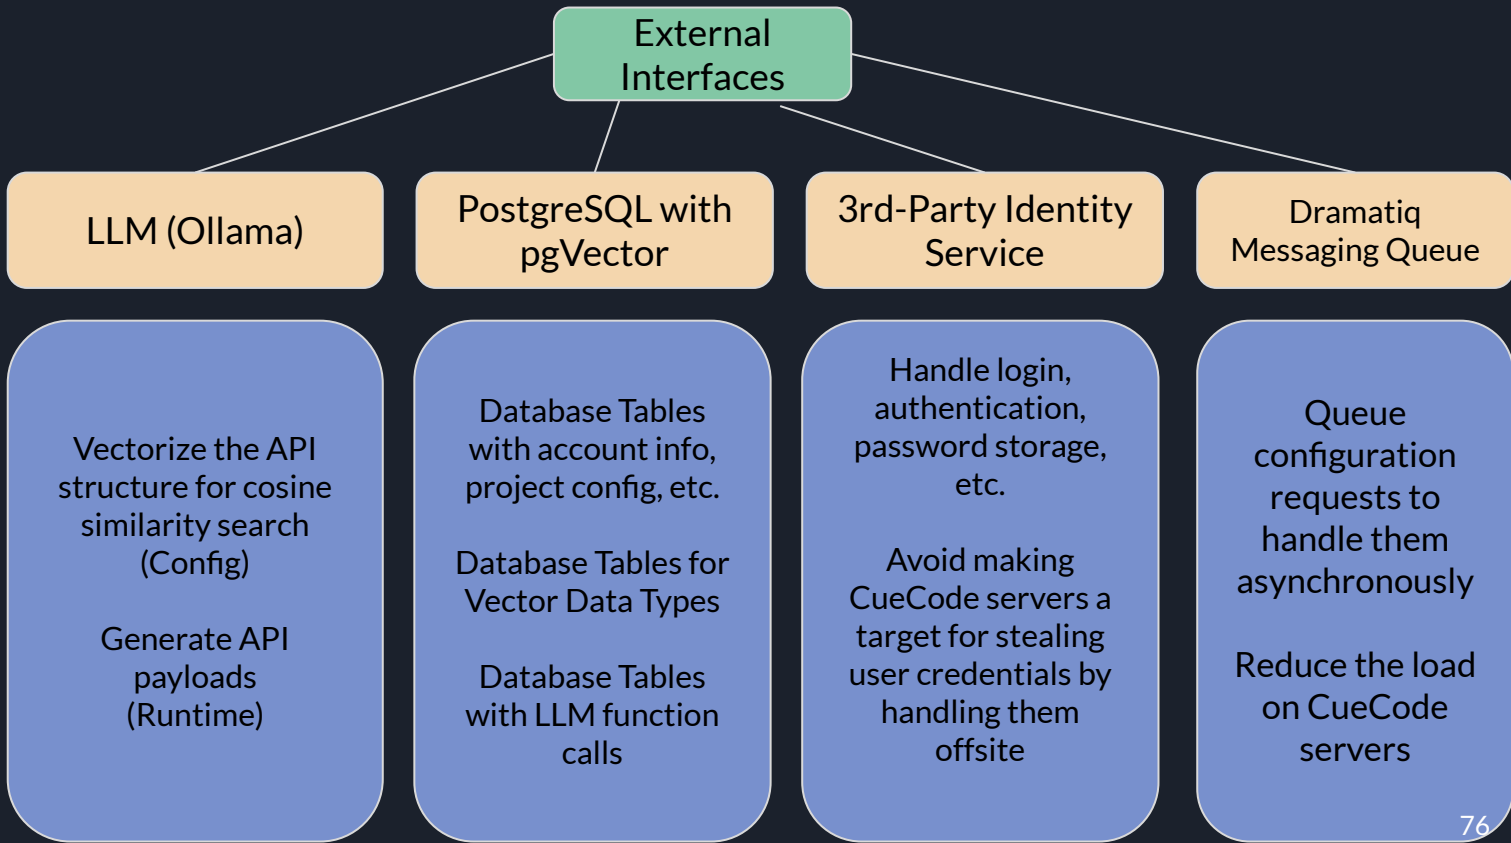 External
Interfaces
LLM (Ollama)
PostgreSQL with
pgVector
3rd-Party Identity
Service
Dramatiq
Messaging Queue
Vectorize the API
structure for cosine
similarity search
(Config)
Generate API
payloads
(Runtime)
Database Tables
with account info,
project config, etc.
Database Tables for
Vector Data Types
Database Tables
with LLM function
calls
Handle login,
authentication,
password storage,
etc.
Avoid making
CueCode servers a
target for stealing
user credentials by
handling them
offsite
Queue
configuration
requests to
handle them
asynchronously
Reduce the load
on CueCode
servers
76